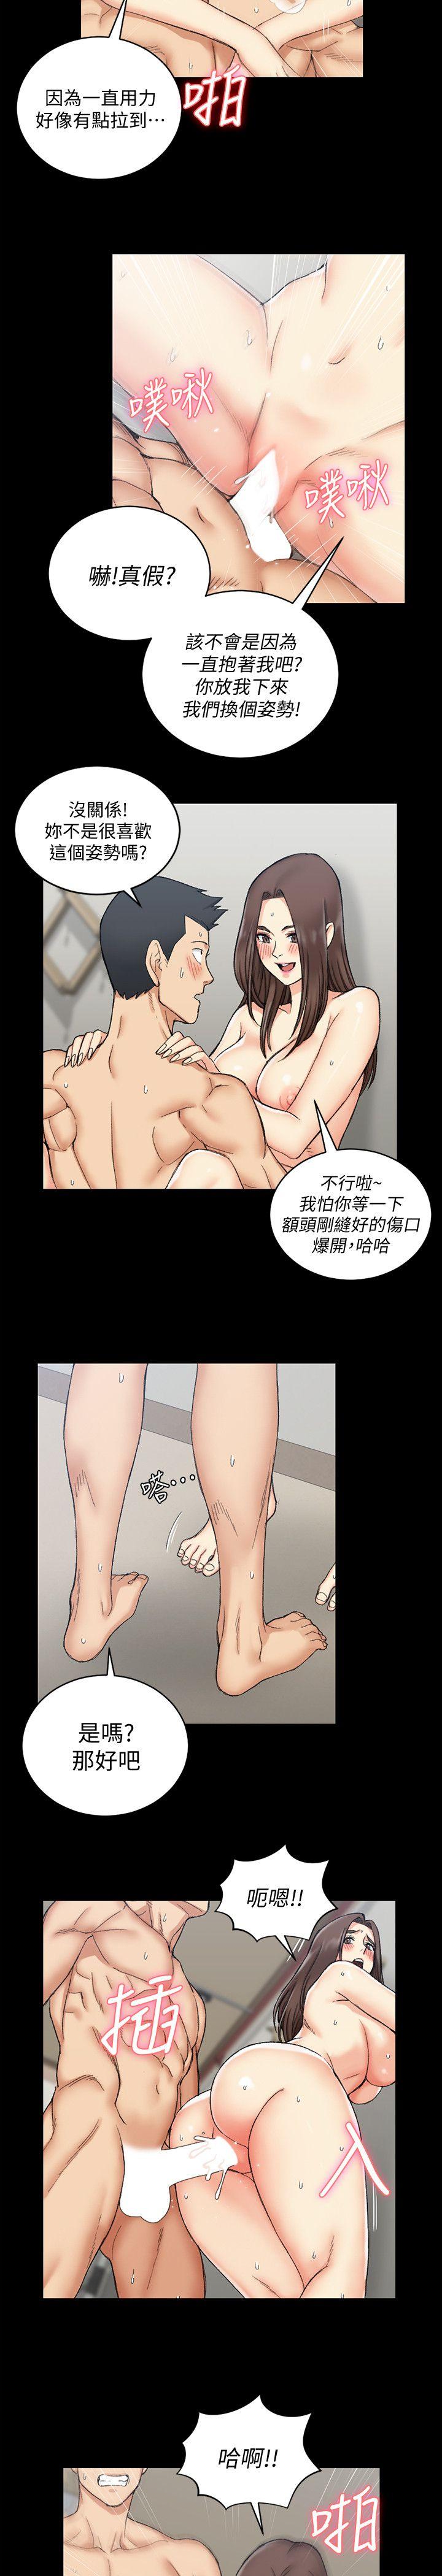 因為一直用力
好像有點拉到…
啪
噗啾
噗啾
嚇!真假?
該不會是因為
一直抱著我吧?
你放我下來
我們換個姿勢!
沒關係!
妳不是很喜歡
這個姿勢嗎?
不行啦~
我怕你等一下
額頭剛縫好的傷口
爆開,哈哈
嗒…
是嗎?
那好吧
呃嗯!!
插
入
哈啊!!
啪